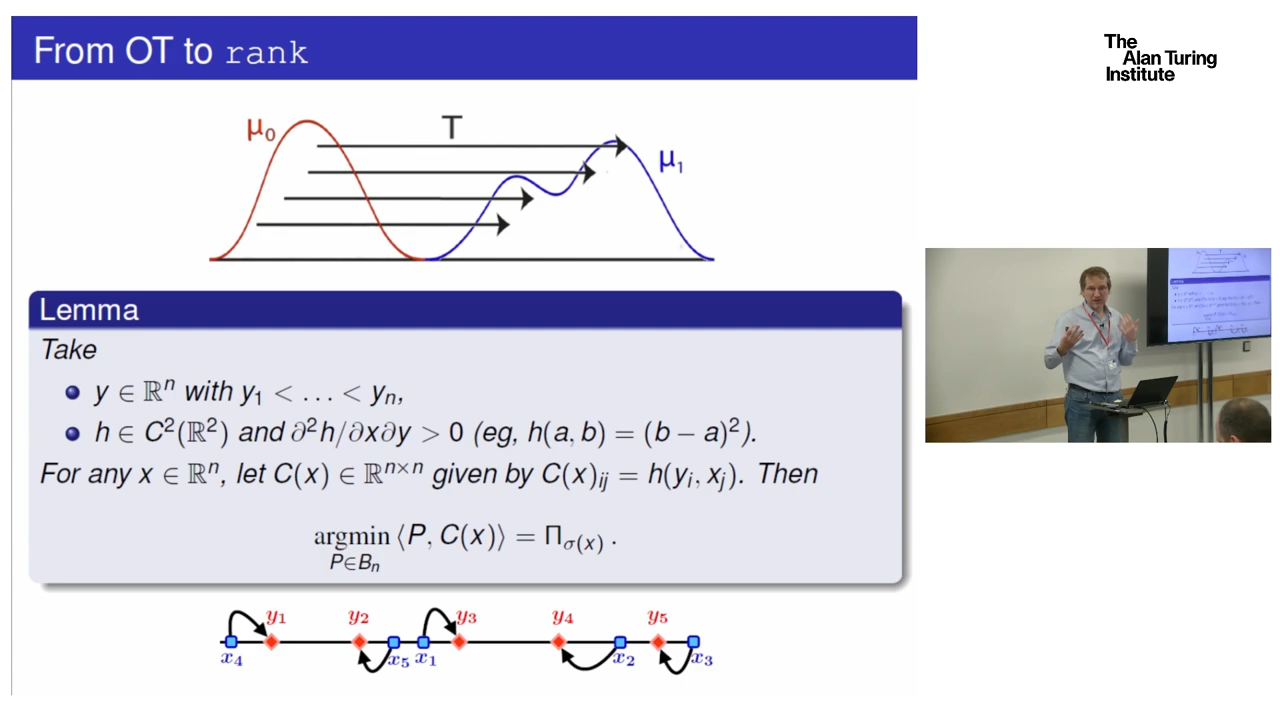 From OT to rank
The
Alan Turing
Institute
μ₀
T
μ₁
Lemma
Take
y ∈ ℝⁿ with y₁ < … < yₙ,
h ∈ C²(ℝ²) and ∂²h/∂x∂y > 0 (eg, h(a, b) = (b − a)²).
For any x ∈ ℝⁿ, let C(x) ∈ ℝⁿˣⁿ given by C(x)ᵢⱼ = h(yᵢ, xⱼ). Then
argmin ⟨P, C(x)⟩ = Π_σ(x) .
P∈Bₙ
y₁ y₂ y₃ y₄ y₅
x₄ x₅ x₁ x₂ x₃